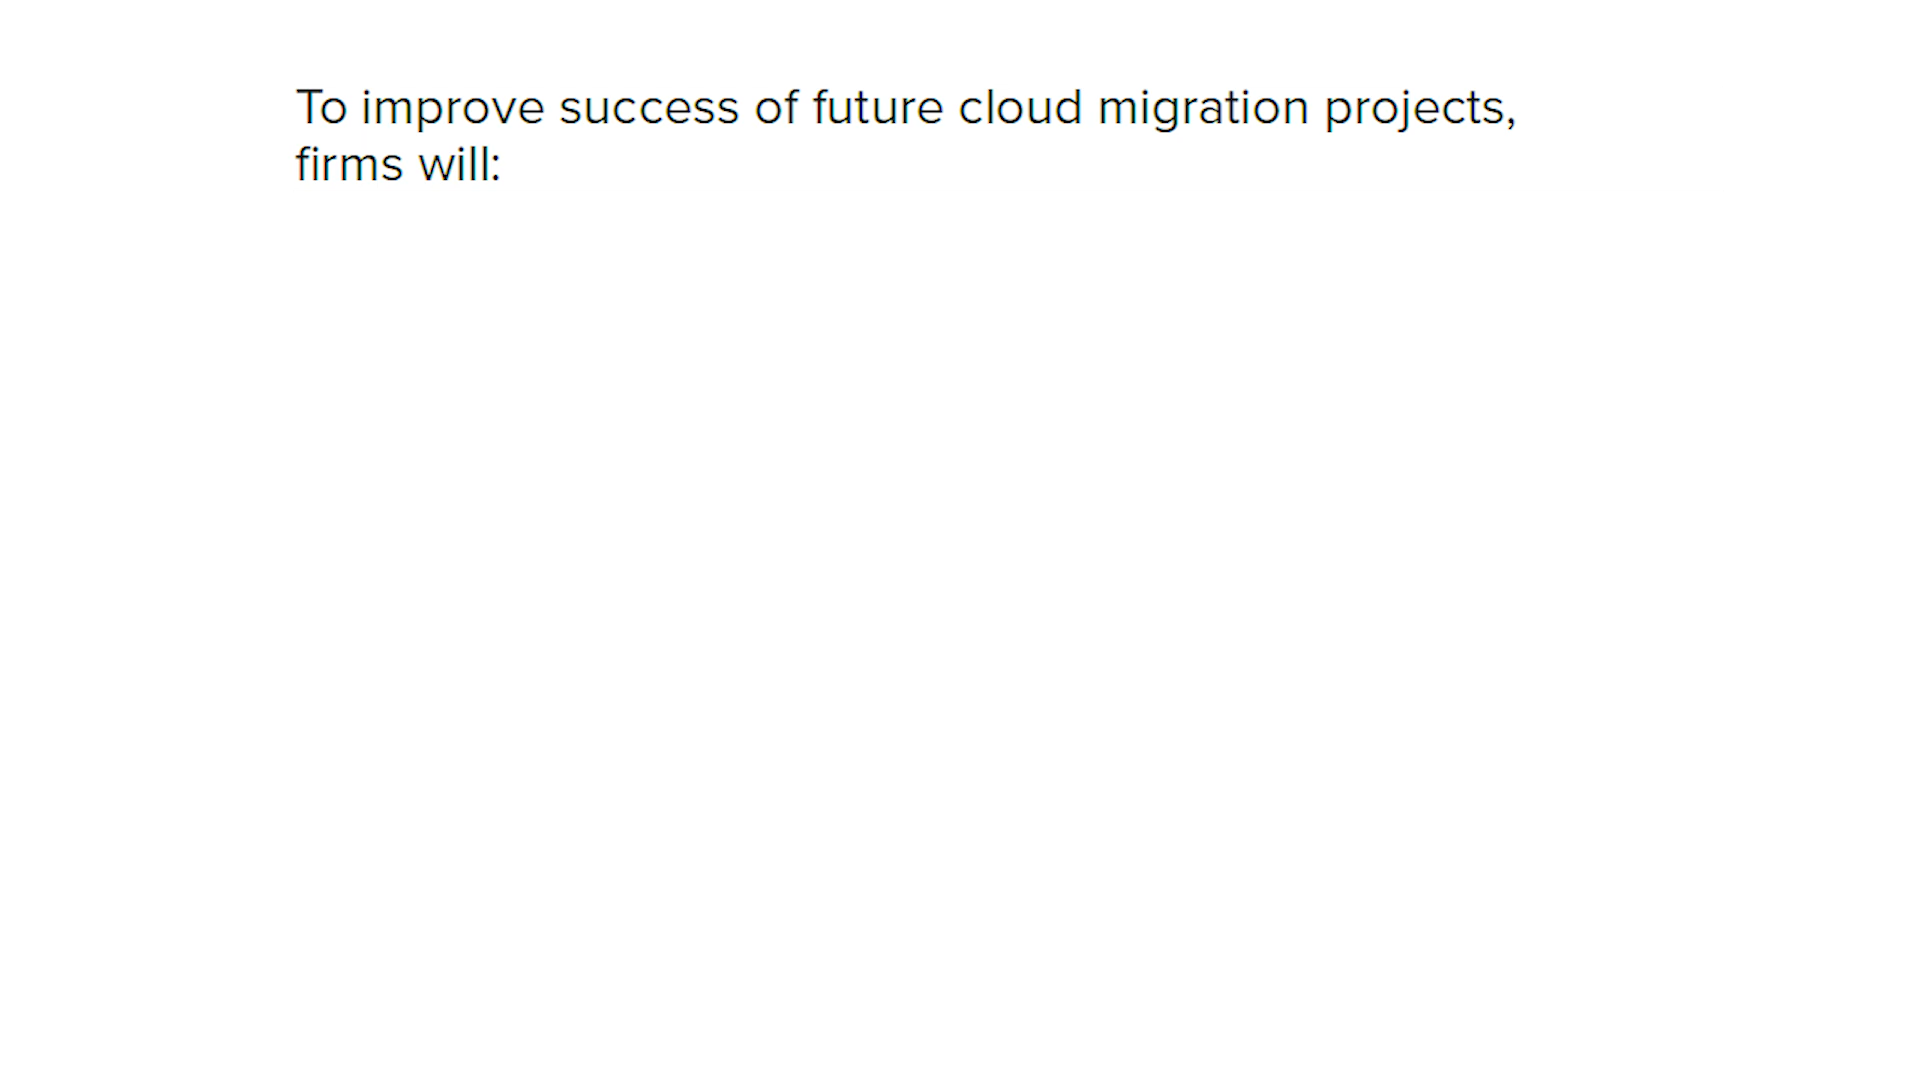 To improve success of future cloud migration projects,
firms will: